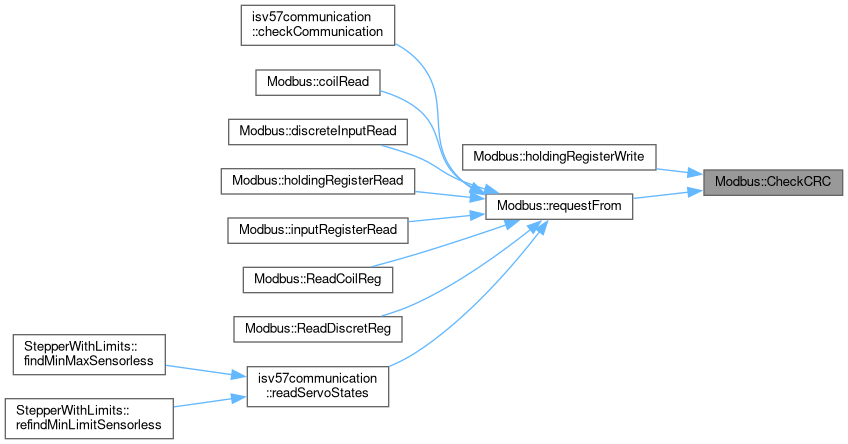 isv57communication
::checkCommunication
Modbus::coilRead
Modbus::discreteInputRead
Modbus::holdingRegisterRead
Modbus::inputRegisterRead
Modbus::ReadCoilReg
Modbus::ReadDiscretReg
isv57communication
::readServoStates
StepperWithLimits::
findMinMaxSensorless
StepperWithLimits::
refindMinLimitSensorless
Modbus::holdingRegisterWrite
Modbus::requestFrom
Modbus::CheckCRC